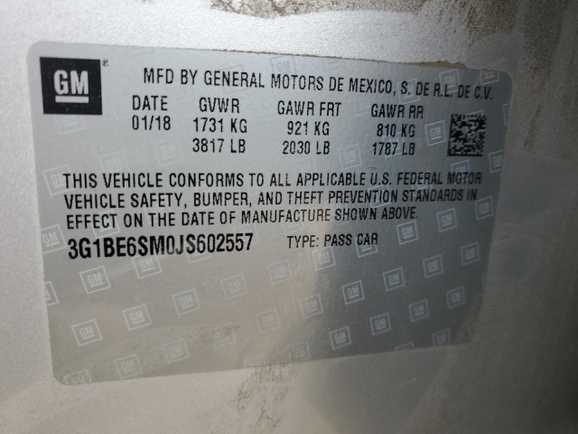 GM ®
MFD BY GENERAL MOTORS DE MEXICO, S. DE R.L. DE C.V.
DATE GVWR GAWR FRT GAWR RR
01/18 1731 KG 921 KG 810 KG
3817 LB 2030 LB 1787 LB
THIS VEHICLE CONFORMS TO ALL APPLICABLE U.S. FEDERAL MOTOR
VEHICLE SAFETY, BUMPER, AND THEFT PREVENTION STANDARDS IN
EFFECT ON THE DATE OF MANUFACTURE SHOWN ABOVE.
3G1BE6SM0JS602557 TYPE: PASS CAR